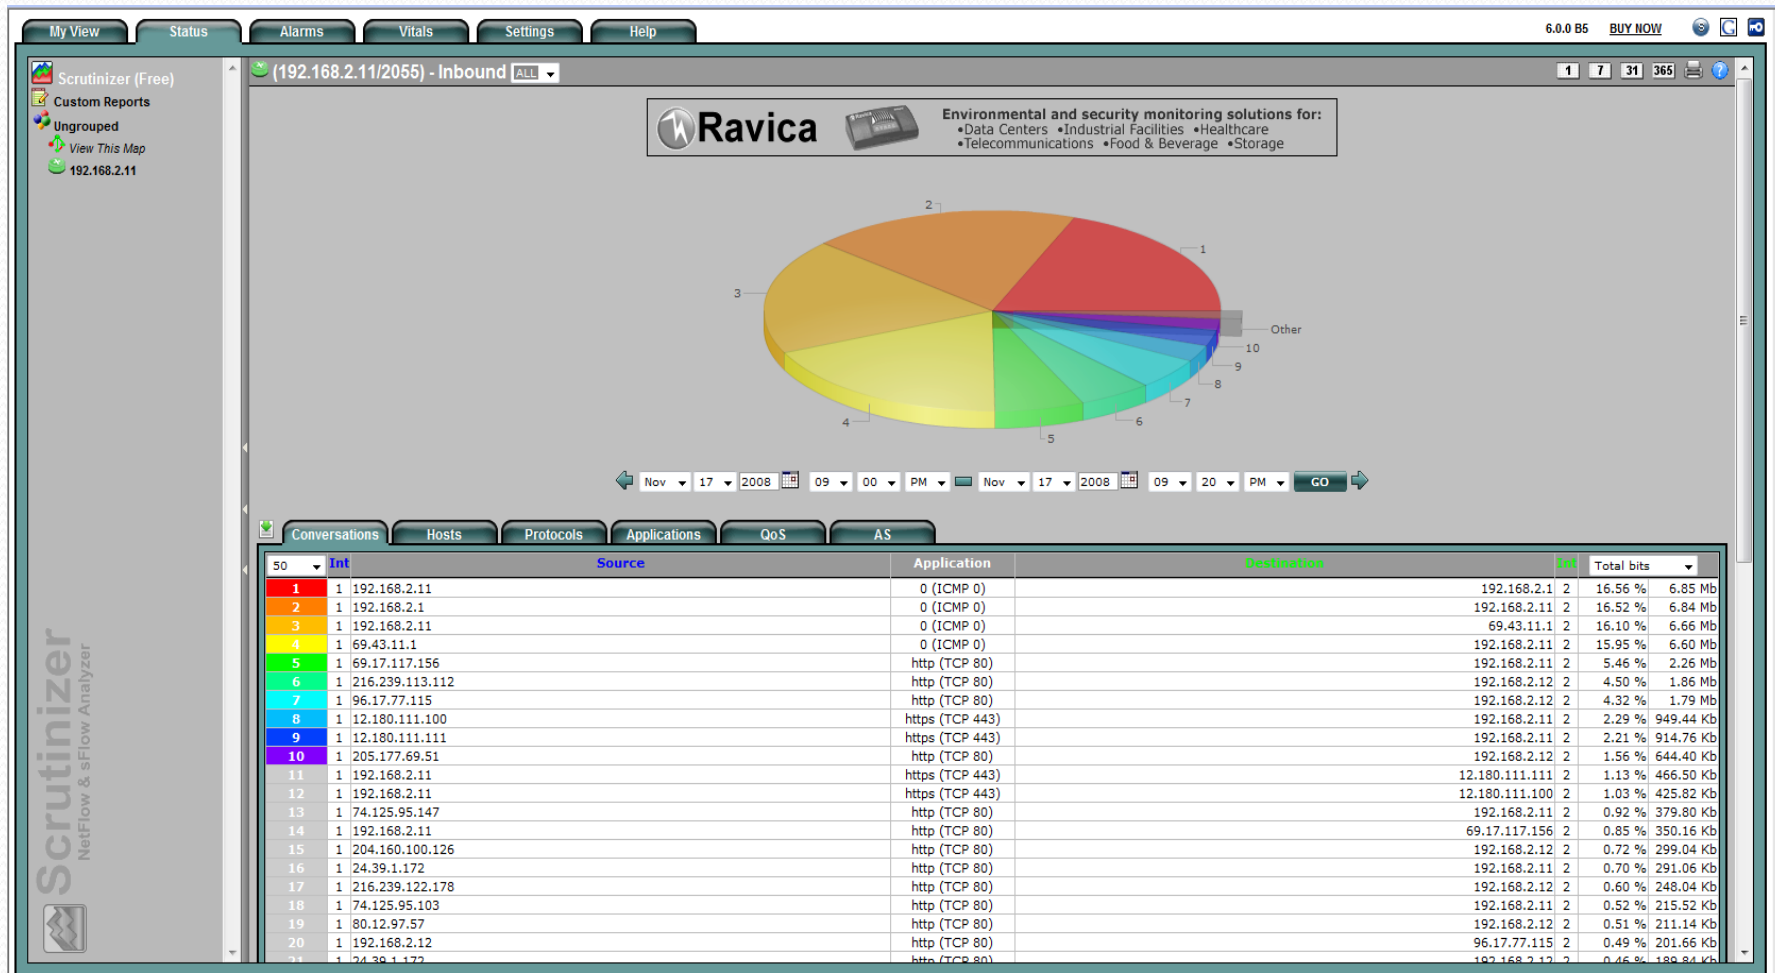 My View Status Alarms Vitals Settings Help 6.0.0 B5 BUY NOW
Scrutinizer (Free)
Custom Reports
Ungrouped
View This Map
192.168.2.11
(192.168.2.11/2055) - Inbound ALL
1 7 31 365 ?
Ravica
Environmental and security monitoring solutions for:
•Data Centers •Industrial Facilities •Healthcare
•Telecommunications •Food & Beverage •Storage
2
1
3
Other
10
9
8
7
4
6
5
Nov 17 2008 09 00 PM Nov 17 2008 09 20 PM GO
Conversations Hosts Protocols Applications QoS AS
50 Int Source Application Destination Int Total bits
1 1 192.168.2.11 0 (ICMP 0) 192.168.2.1 2 16.56 % 6.85 Mb
2 1 192.168.2.1 0 (ICMP 0) 192.168.2.11 2 16.52 % 6.84 Mb
3 1 192.168.2.11 0 (ICMP 0) 69.43.11.1 2 16.10 % 6.66 Mb
4 1 69.43.11.1 0 (ICMP 0) 192.168.2.11 2 15.95 % 6.60 Mb
5 1 69.17.117.156 http (TCP 80) 192.168.2.11 2 5.46 % 2.26 Mb
6 1 216.239.113.112 http (TCP 80) 192.168.2.12 2 4.50 % 1.86 Mb
7 1 96.17.77.115 http (TCP 80) 192.168.2.12 2 4.32 % 1.79 Mb
8 1 12.180.111.100 https (TCP 443) 192.168.2.11 2 2.29 % 949.44 Kb
9 1 12.180.111.111 https (TCP 443) 192.168.2.11 2 2.21 % 914.76 Kb
10 1 205.177.69.51 http (TCP 80) 192.168.2.12 2 1.56 % 644.40 Kb
11 1 192.168.2.11 https (TCP 443) 12.180.111.111 2 1.13 % 466.50 Kb
12 1 192.168.2.11 https (TCP 443) 12.180.111.100 2 1.03 % 425.82 Kb
13 1 74.125.95.147 http (TCP 80) 192.168.2.11 2 0.92 % 379.80 Kb
14 1 192.168.2.11 http (TCP 80) 69.17.117.156 2 0.85 % 350.16 Kb
15 1 204.160.100.126 http (TCP 80) 192.168.2.12 2 0.72 % 299.04 Kb
16 1 24.39.1.172 http (TCP 80) 192.168.2.11 2 0.70 % 291.06 Kb
17 1 216.239.122.178 http (TCP 80) 192.168.2.12 2 0.60 % 248.04 Kb
18 1 74.125.95.103 http (TCP 80) 192.168.2.11 2 0.52 % 215.52 Kb
19 1 80.12.97.57 http (TCP 80) 192.168.2.12 2 0.51 % 211.14 Kb
20 1 192.168.2.12 http (TCP 80) 96.17.77.115 2 0.49 % 201.66 Kb
21 1 24.39.1.172 http (TCP 80) 192.168.2.12 2 0.46 % 189.84 Kb
Scrutinizer
NetFlow & sFlow Analyzer